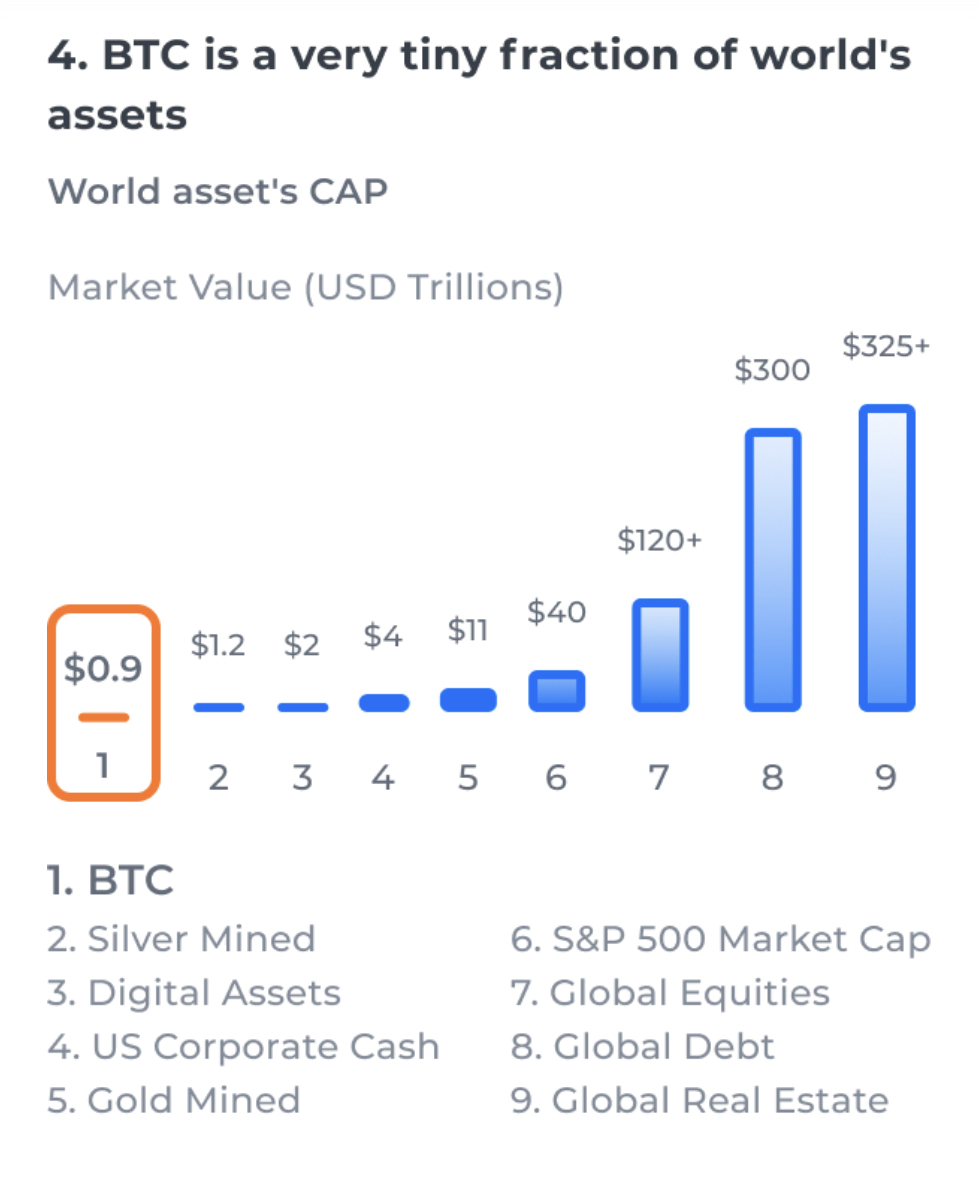 4. BTC is a very tiny fraction of world's
assets
World asset's CAP
Market Value (USD Trillions)
$0.9 $1.2 $2 $4 $11 $40 $120+ $300 $325+
1 2 3 4 5 6 7 8 9
1. BTC
2. Silver Mined
3. Digital Assets
4. US Corporate Cash
5. Gold Mined
6. S&P 500 Market Cap
7. Global Equities
8. Global Debt
9. Global Real Estate